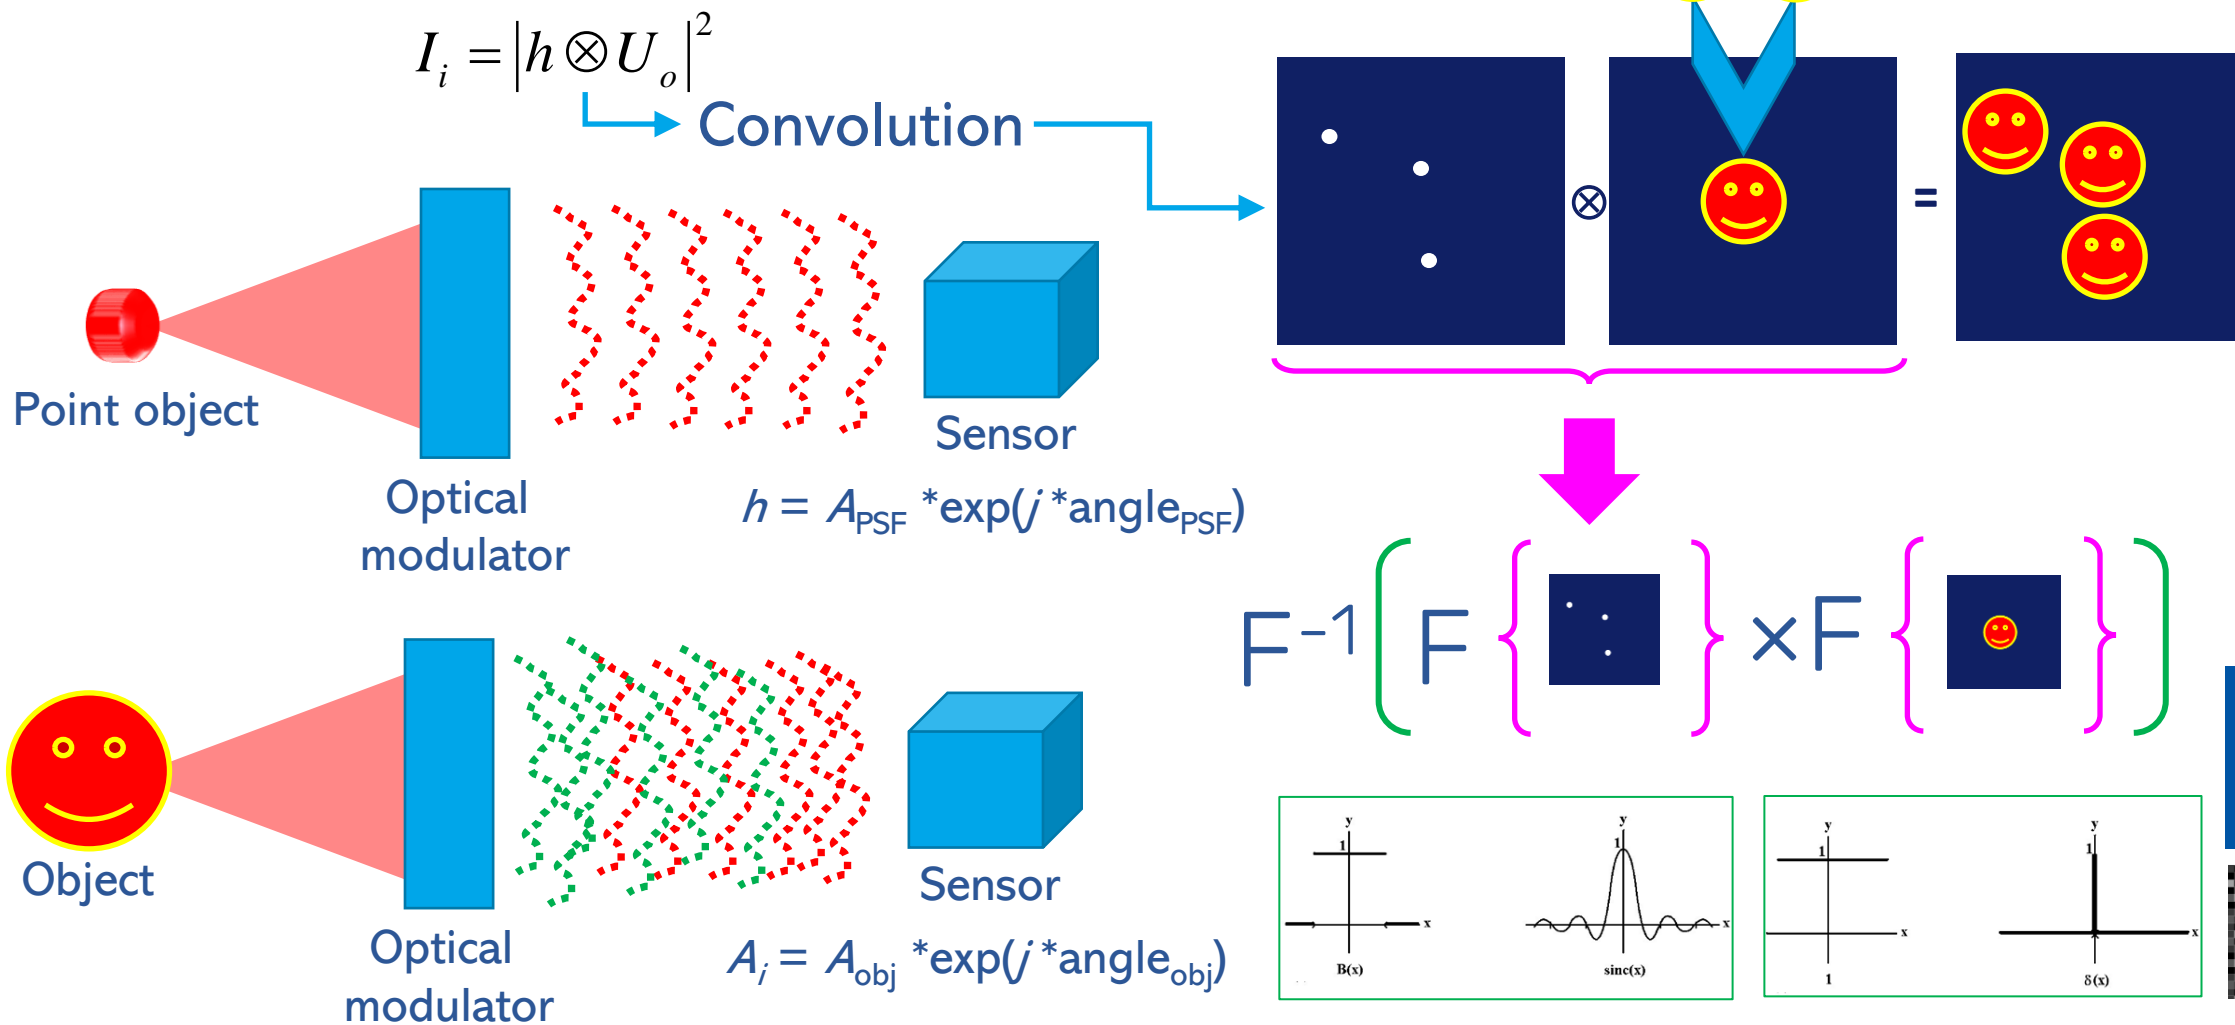 I_i = |h ⊗ U_o|^2
Convolution
⊗
=
Point object
Optical
modulator
Sensor
h = A_PSF *exp(j *angle_PSF)
F^-1 ( F { } × F { } )
Object
Optical
modulator
Sensor
A_i = A_obj *exp(j *angle_obj)
y
1
x
B(x)
y
1
x
sinc(x)
y
1
x
1
y
1
x
δ(x)